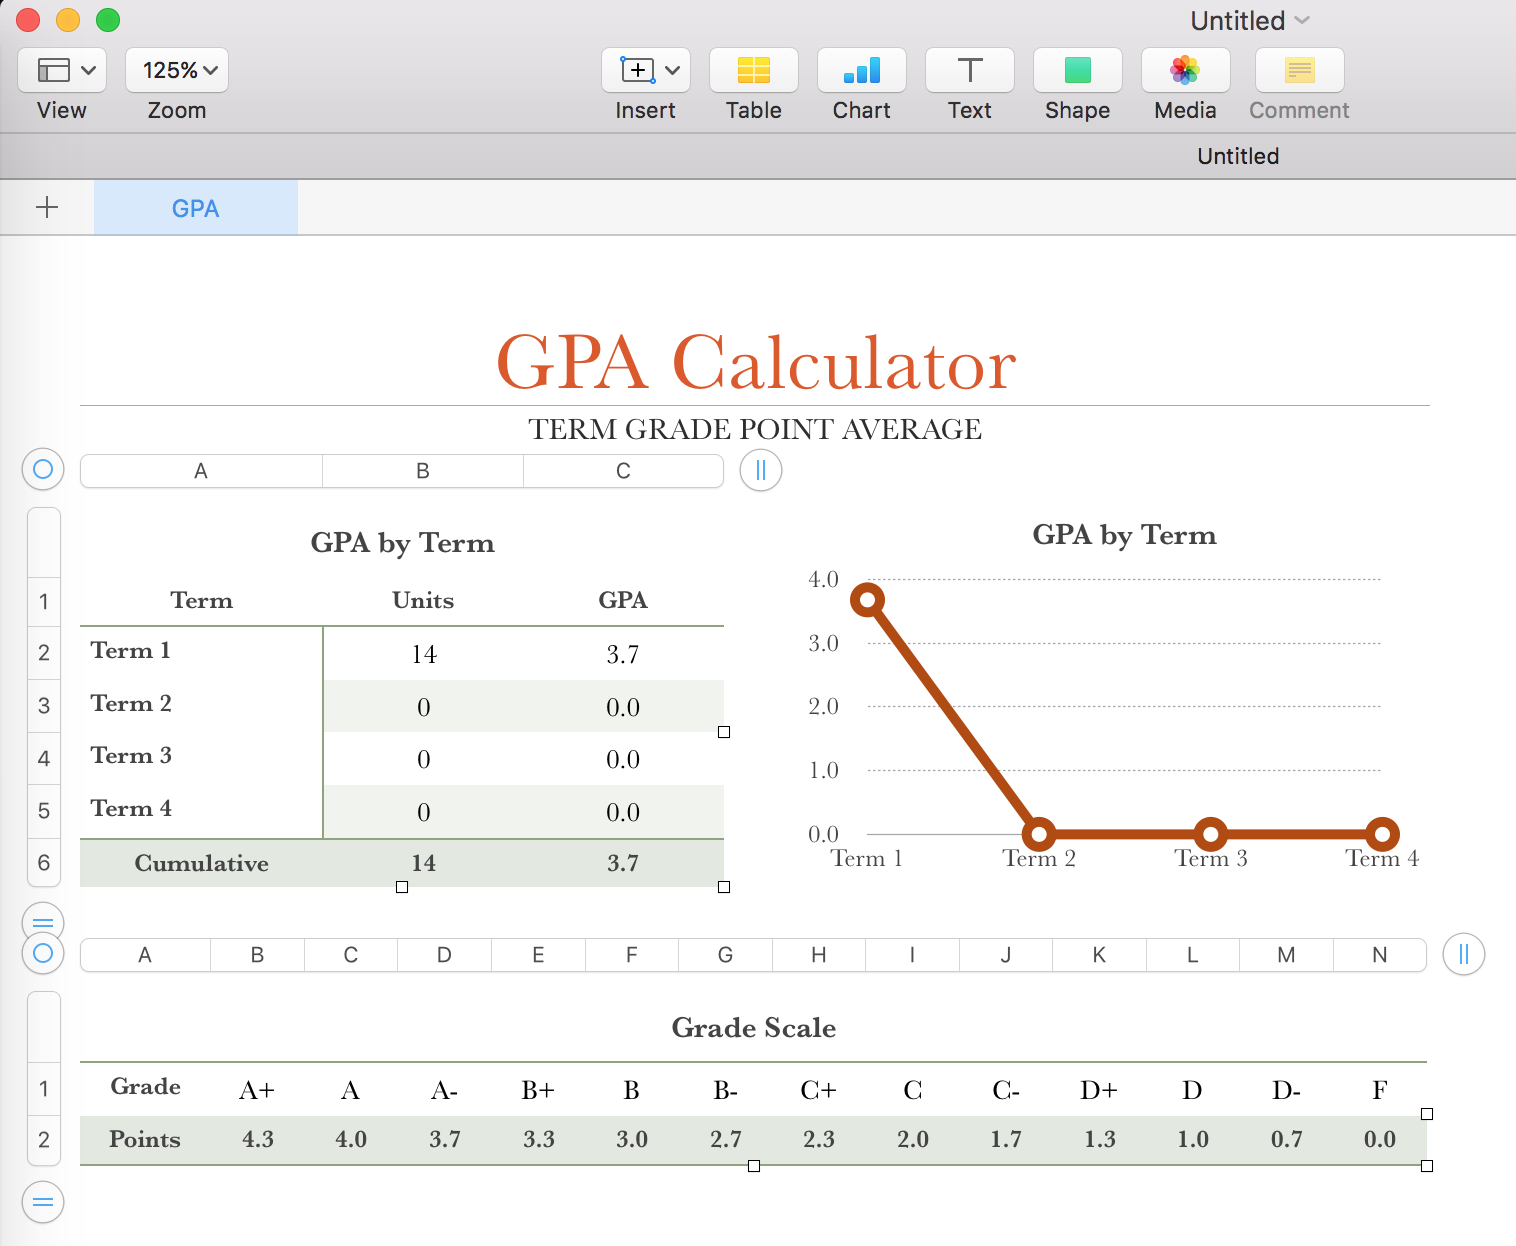 Untitled
125%
View Zoom Insert Table Chart Text Shape Media Comment
Untitled
GPA
GPA Calculator
TERM GRADE POINT AVERAGE
A B C
GPA by Term
Term Units GPA
1
2 Term 1 14 3.7
3 Term 2 0 0.0
4 Term 3 0 0.0
5 Term 4 0 0.0
6 Cumulative 14 3.7
GPA by Term
4.0
3.0
2.0
1.0
0.0
Term 1 Term 2 Term 3 Term 4
A B C D E F G H I J K L M N
Grade Scale
1 Grade A+ A A- B+ B B- C+ C C- D+ D D- F
2 Points 4.3 4.0 3.7 3.3 3.0 2.7 2.3 2.0 1.7 1.3 1.0 0.7 0.0